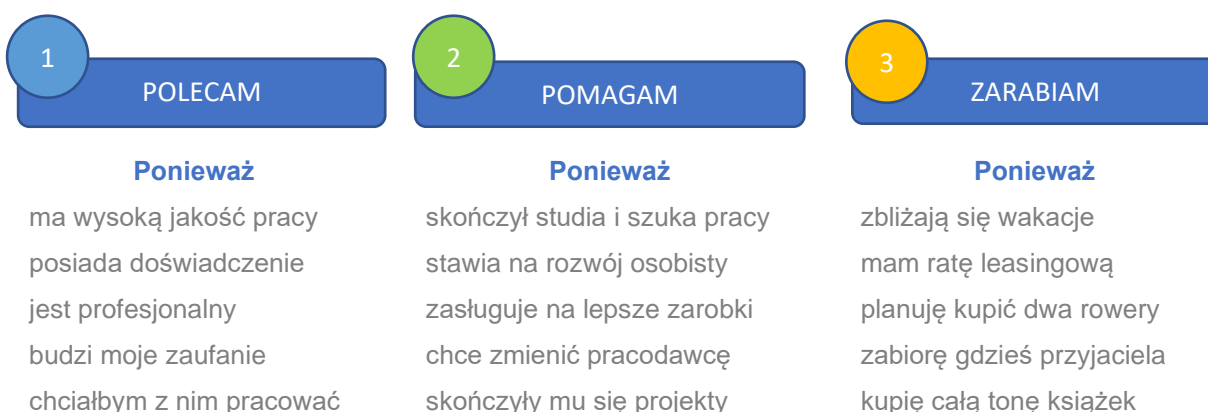 1
POLECAM
Ponieważ
ma wysoką jakość pracy
posiada doświadczenie
jest profesjonalny
budzi moje zaufanie
chciałbym z nim pracować
2
POMAGAM
Ponieważ
skończył studia i szuka pracy
stawia na rozwój osobisty
zasługuje na lepsze zarobki
chce zmienić pracodawcę
skończyły mu się projekty
3
ZARABIAM
Ponieważ
zbliżają się wakacje
mam ratę leasingową
planuję kupić dwa rowery
zabiorę gdzieś przyjaciela
kupię całą tonę książek